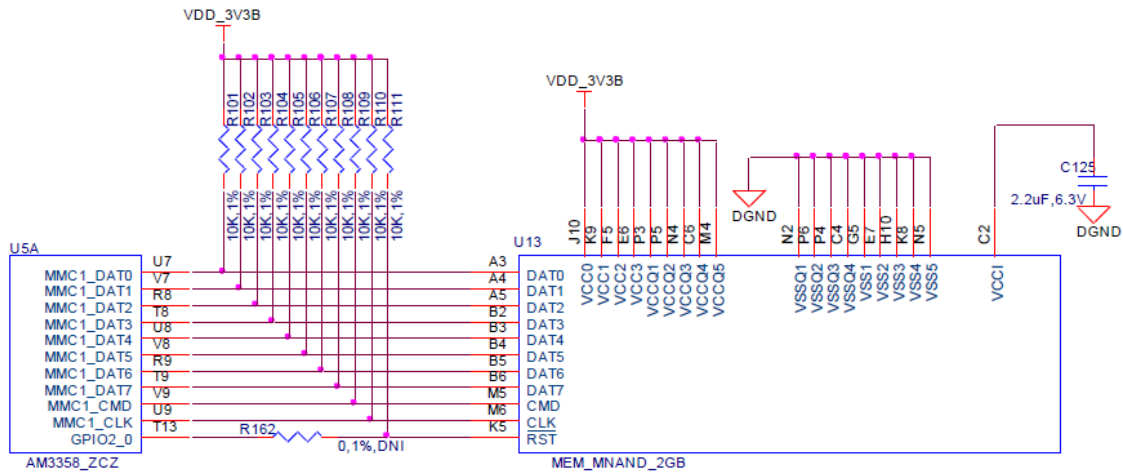 VDD_3V3B
R101
R102
R103
R104
R105
R106
R107
R108
R109
R110
R111
10K,1%
10K,1%
10K,1%
10K,1%
10K,1%
10K,1%
10K,1%
10K,1%
10K,1%
10K,1%
10K,1%
VDD_3V3B
J10
K9
F5
E6
P3
P5
N4
C6
M4
VCC0
VCC1
VCC2
VCC3
VCCQ1
VCCQ2
VCCQ3
VCCQ4
VCCQ5
DGND
N2
P6
P4
C4
G5
E7
H10
K8
N5
VSSQ1
VSSQ2
VSSQ3
VSSQ4
VSS1
VSS2
VSS3
VSS4
VSS5
C2
VCCI
C125
2.2uF,6.3V
DGND
U5A
U13
MMC1_DAT0 U7 A3 DAT0
MMC1_DAT1 V7 A4 DAT1
MMC1_DAT2 R8 A5 DAT2
MMC1_DAT3 T8 B2 DAT3
MMC1_DAT4 U8 B3 DAT4
MMC1_DAT5 V8 B4 DAT5
MMC1_DAT6 R9 B5 DAT6
MMC1_DAT7 T9 B6 DAT7
MMC1_CMD V9 M5 CMD
MMC1_CLK U9 M6 CLK
GPIO2_0 T13 K5 RST
R162
0,1%,DNI
AM3358_ZCZ
MEM_MNAND_2GB